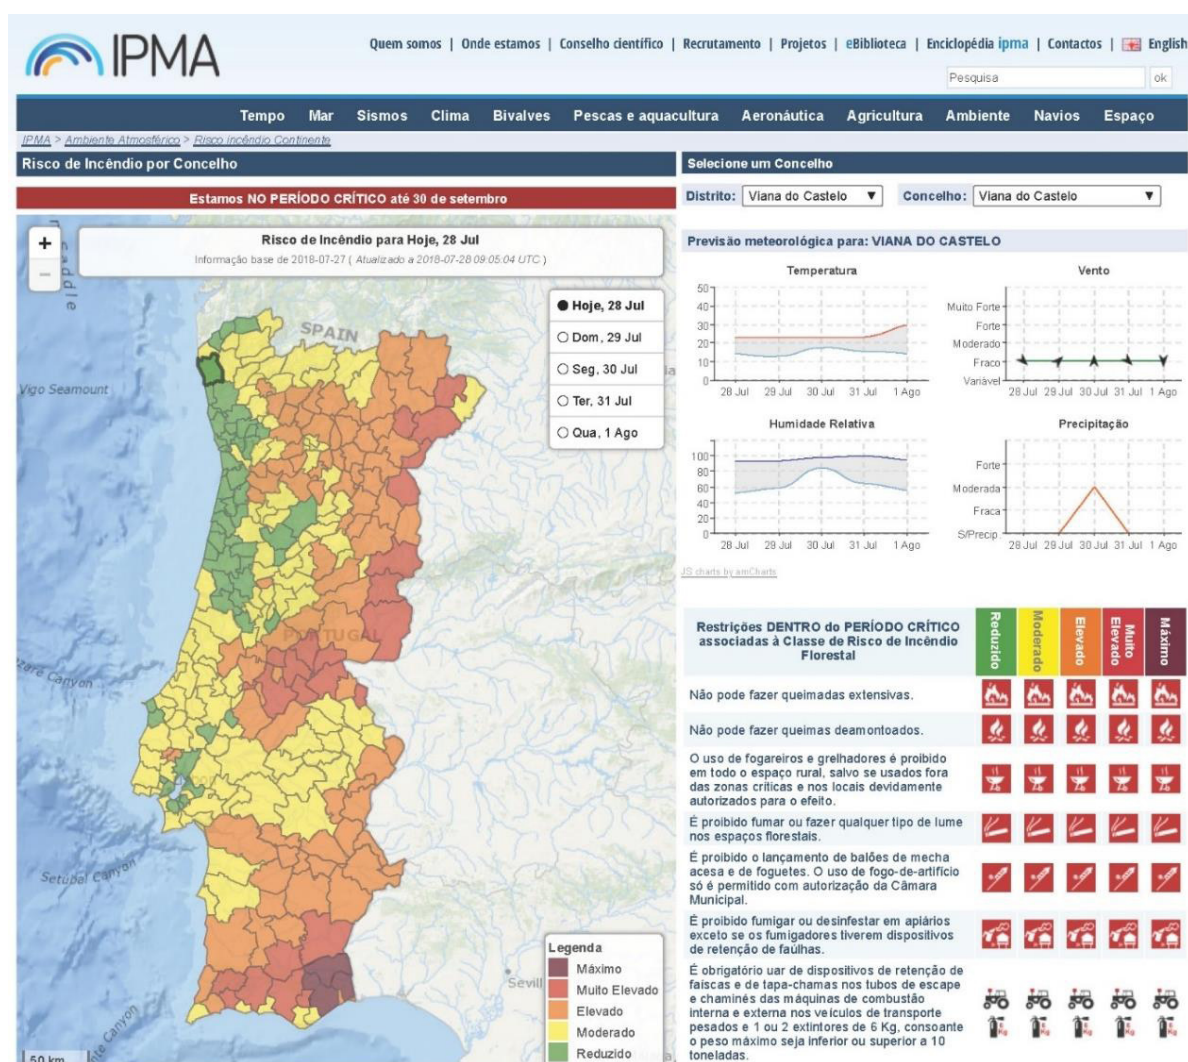 IPMA
Quem somos | Onde estamos | Conselho científico | Recrutamento | Projetos | eBiblioteca | Enciclopédia ipma | Contactos | English
Pesquisa
ok
Tempo Mar Sismos Clima Bivalves Pescas e aquacultura Aeronáutica Agricultura Ambiente Navios Espaço
IPMA > Ambiente Atmosférico > Risco incêndio Continente
Risco de Incêndio por Concelho
Estamos NO PERÍODO CRÍTICO até 30 de setembro
+
−
Risco de Incêndio para Hoje, 28 Jul
Informação base de 2018-07-27 ( Atualizado a 2018-07-28 09:05:04 UTC )
Hoje, 28 Jul
Dom, 29 Jul
Seg, 30 Jul
Ter, 31 Jul
Qua, 1 Ago
SPAIN
Vigo Seamount
PORTUGAL
Canyon
Setúbal Canyon
Sevill
Canyon
50 km
Legenda
Máximo
Muito Elevado
Elevado
Moderado
Reduzido
Selecione um Concelho
Distrito: Viana do Castelo ▼ Concelho: Viana do Castelo ▼
Previsão meteorológica para: VIANA DO CASTELO
Temperatura
50
40
30
20
10
0
28 Jul 29 Jul 30 Jul 31 Jul 1 Ago
Vento
Muito Forte
Forte
Moderado
Fraco
Variável
28 Jul 29 Jul 30 Jul 31 Jul 1 Ago
Humidade Relativa
100
80
60
40
20
0
28 Jul 29 Jul 30 Jul 31 Jul 1 Ago
Precipitação
Forte
Moderada
Fraca
S/Precip
28 Jul 29 Jul 30 Jul 31 Jul 1 Ago
JS charts by amCharts
Restrições DENTRO do PERÍODO CRÍTICO
associadas à Classe de Risco de Incêndio
Florestal
Reduzido
Moderado
Elevado
Muito
Elevado
Máximo
Não pode fazer queimadas extensivas.
Não pode fazer queimas deamontoados.
O uso de fogareiros e grelhadores é proibido
em todo o espaço rural, salvo se usados fora
das zonas críticas e nos locais devidamente
autorizados para o efeito.
É proibido fumar ou fazer qualquer tipo de lume
nos espaços florestais.
É proibido o lançamento de balões de mecha
acesa e de foguetes. O uso de fogo-de-artifício
só é permitido com autorização da Câmara
Municipal.
É proibido fumigar ou desinfestar em apiários
exceto se os fumigadores tiverem dispositivos
de retenção de faúlhas.
É obrigatório uar de dispositivos de retenção de
faíscas e de tapa-chamas nos tubos de escape
e chaminés das máquinas de combustão
interna e externa nos veículos de transporte
pesados e 1 ou 2 extintores de 6 Kg, consoante
o peso máximo seja inferior ou superior a 10
toneladas.